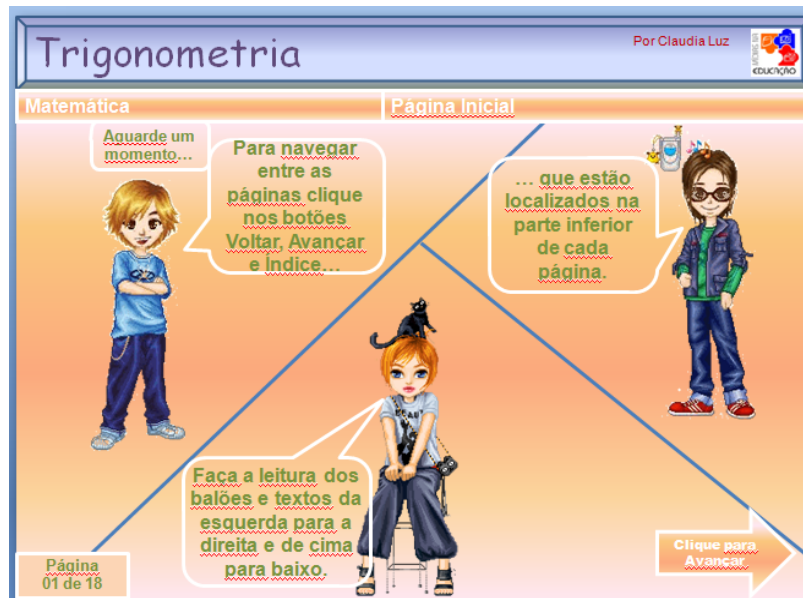 Trigonometria
Por Claudia Luz
EDUCAÇÃO
Matemática
Página Inicial
Aguarde um
momento...
Para navegar
entre as
páginas clique
nos botões
Voltar, Avançar
e Índice...
... que estão
localizados na
parte inferior
de cada
página.
Faça a leitura dos
balões e textos da
esquerda para a
direita e de cima
para baixo.
Página
01 de 18
Clique para
Avançar